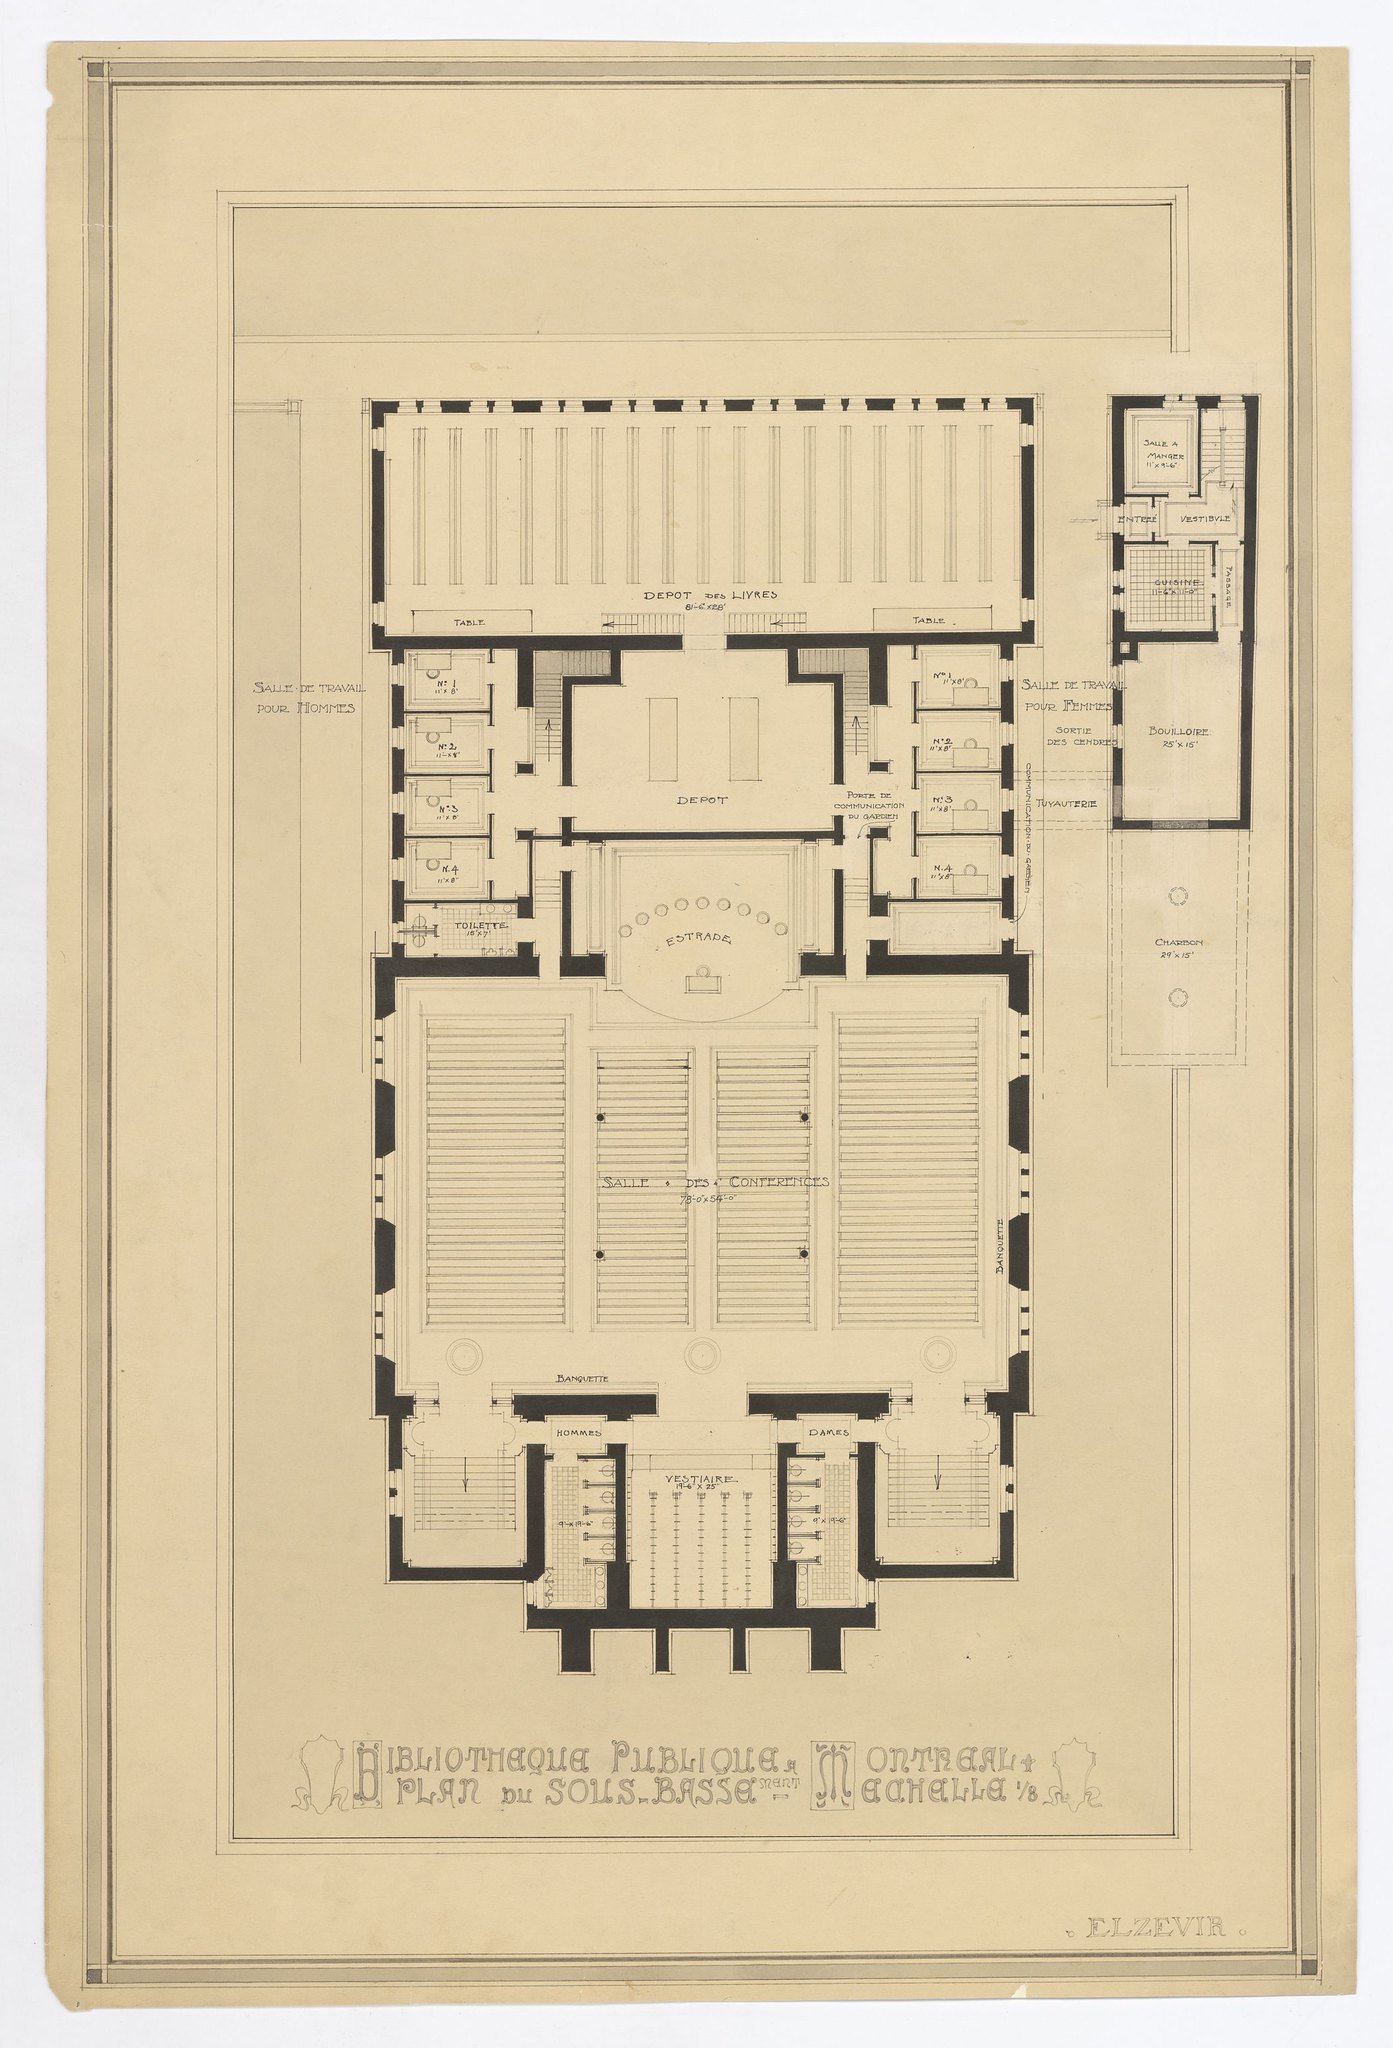 SALLE A
MANGER
11' X 9'-6"
ENTREÉ
VESTIBVLE
CUISINE
11'-6" X 11'-0"
PASSAGE
DEPOT DES LIVRES
81'-6" X 28'
TABLE
TABLE
SALLE DE TRAVAIL
POUR HOMMES
No 1
11' X 8'
No 2
11' X 8'
No 3
11' X 8'
N. 4
11' X 8'
TOILETTE
15' X 7'
DEPOT
PORTE DE
COMMUNICATION
DU GARDIEN
No 1
11' X 8'
No 2
11' X 8'
No 3
11' X 8'
N. 4
11' X 8'
SALLE DE TRAVAIL
POUR FEMMES
SORTIE
DES CENDRES
COMMUNICATION DU GARDIEN
TUYAUTERIE
BOUILLOIRE
25' X 15'
CHARBON
29' X 15'
ESTRADE
SALLE DES CONFERENCES
78'-0" X 54'-0"
BANQUETTE
BANQUETTE
HOMMES
9' X 19'-6"
VESTIAIRE
19'-6" X 25'
DAMES
9' X 19'-6"
BIBLIOTHEQUE PUBLIQUE A MONTREAL
PLAN DU SOUS-BASSEMENT ECHELLE 1/8
ELZEVIR